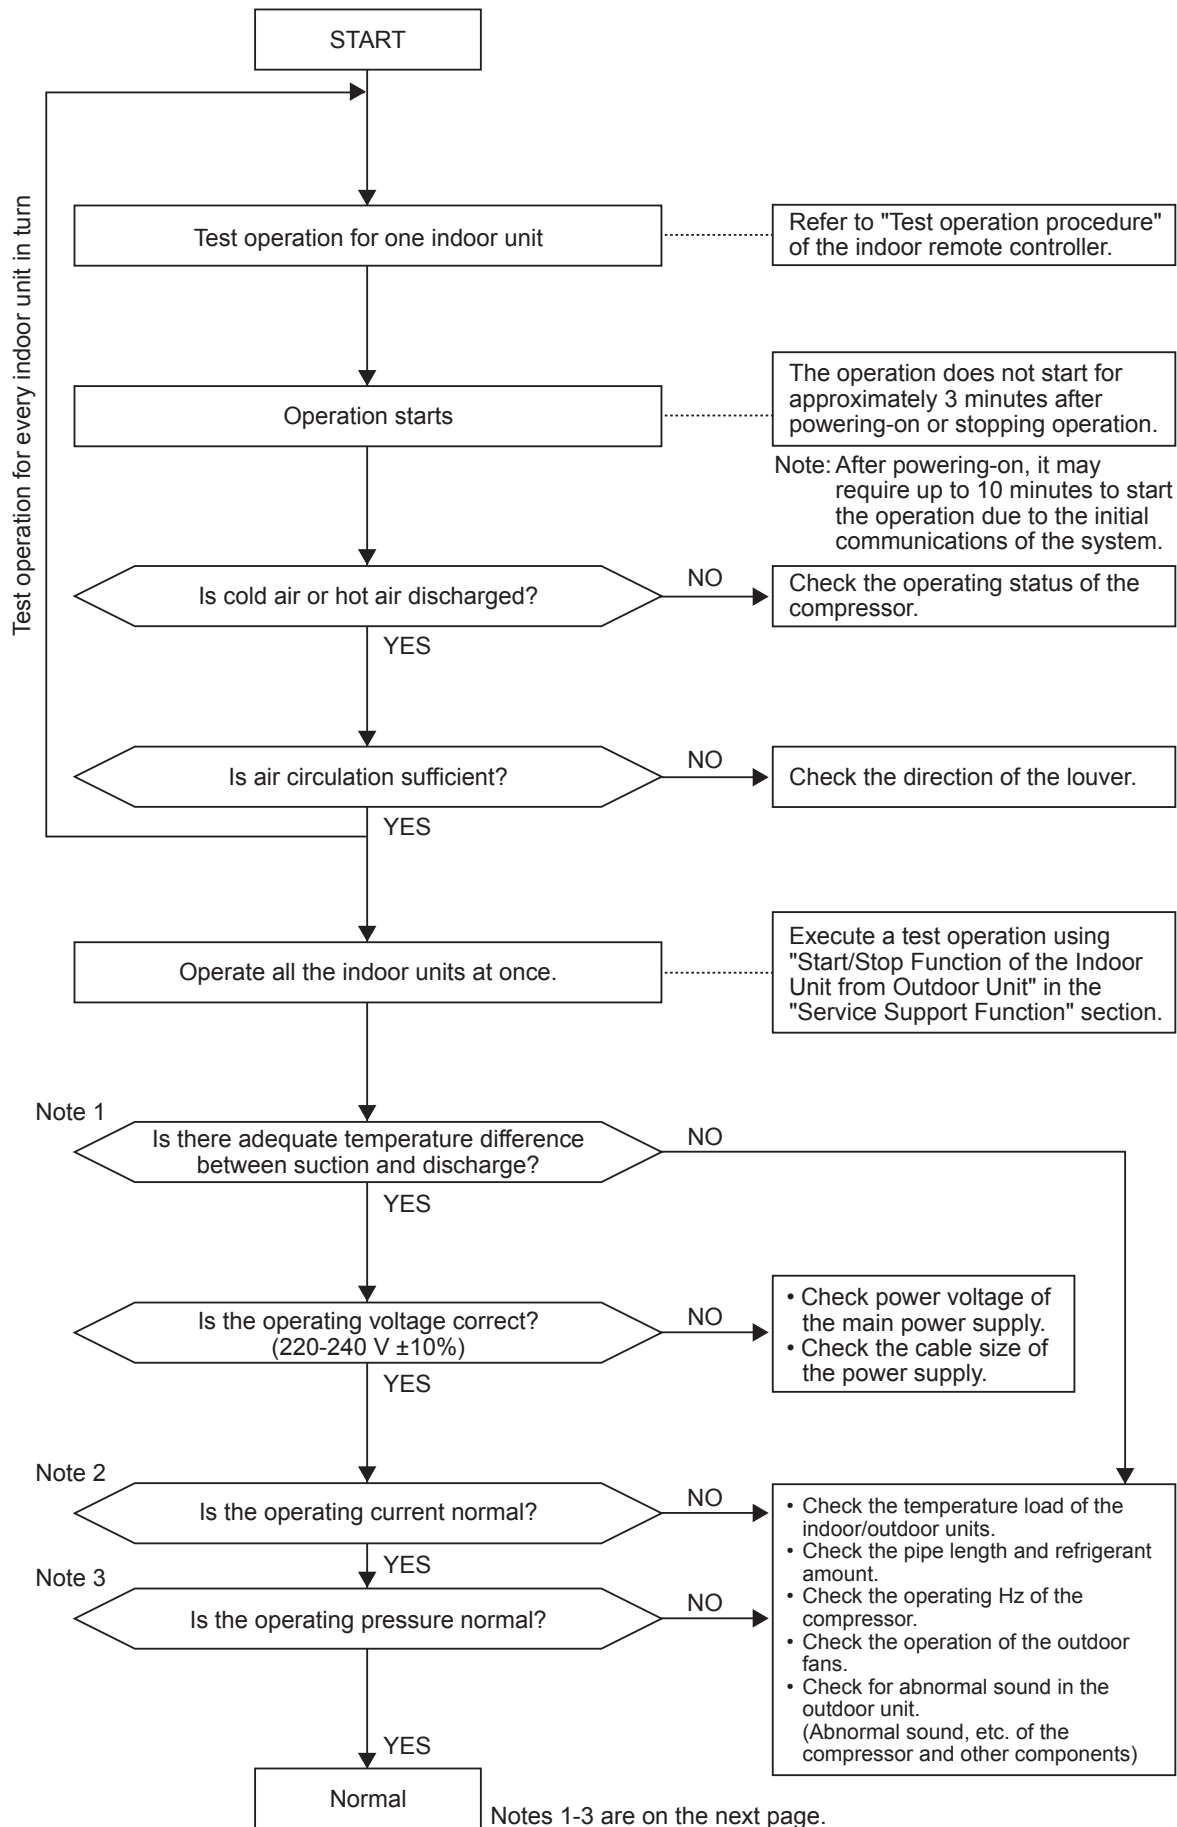 START
Test operation for every indoor unit in turn
Test operation for one indoor unit
Refer to "Test operation procedure"
of the indoor remote controller.
Operation starts
The operation does not start for
approximately 3 minutes after
powering-on or stopping operation.
Note: After powering-on, it may
require up to 10 minutes to start
the operation due to the initial
communications of the system.
Is cold air or hot air discharged?
NO
Check the operating status of the
compressor.
YES
Is air circulation sufficient?
NO
Check the direction of the louver.
YES
Operate all the indoor units at once.
Execute a test operation using
"Start/Stop Function of the Indoor
Unit from Outdoor Unit" in the
"Service Support Function" section.
Note 1
Is there adequate temperature difference
between suction and discharge?
NO
YES
Is the operating voltage correct?
(220-240 V ±10%)
NO
• Check power voltage of
the main power supply.
• Check the cable size of
the power supply.
YES
Note 2
Is the operating current normal?
NO
YES
Note 3
Is the operating pressure normal?
NO
• Check the temperature load of the
indoor/outdoor units.
• Check the pipe length and refrigerant
amount.
• Check the operating Hz of the
compressor.
• Check the operation of the outdoor
fans.
• Check for abnormal sound in the
outdoor unit.
(Abnormal sound, etc. of the
compressor and other components)
YES
Normal
Notes 1-3 are on the next page.